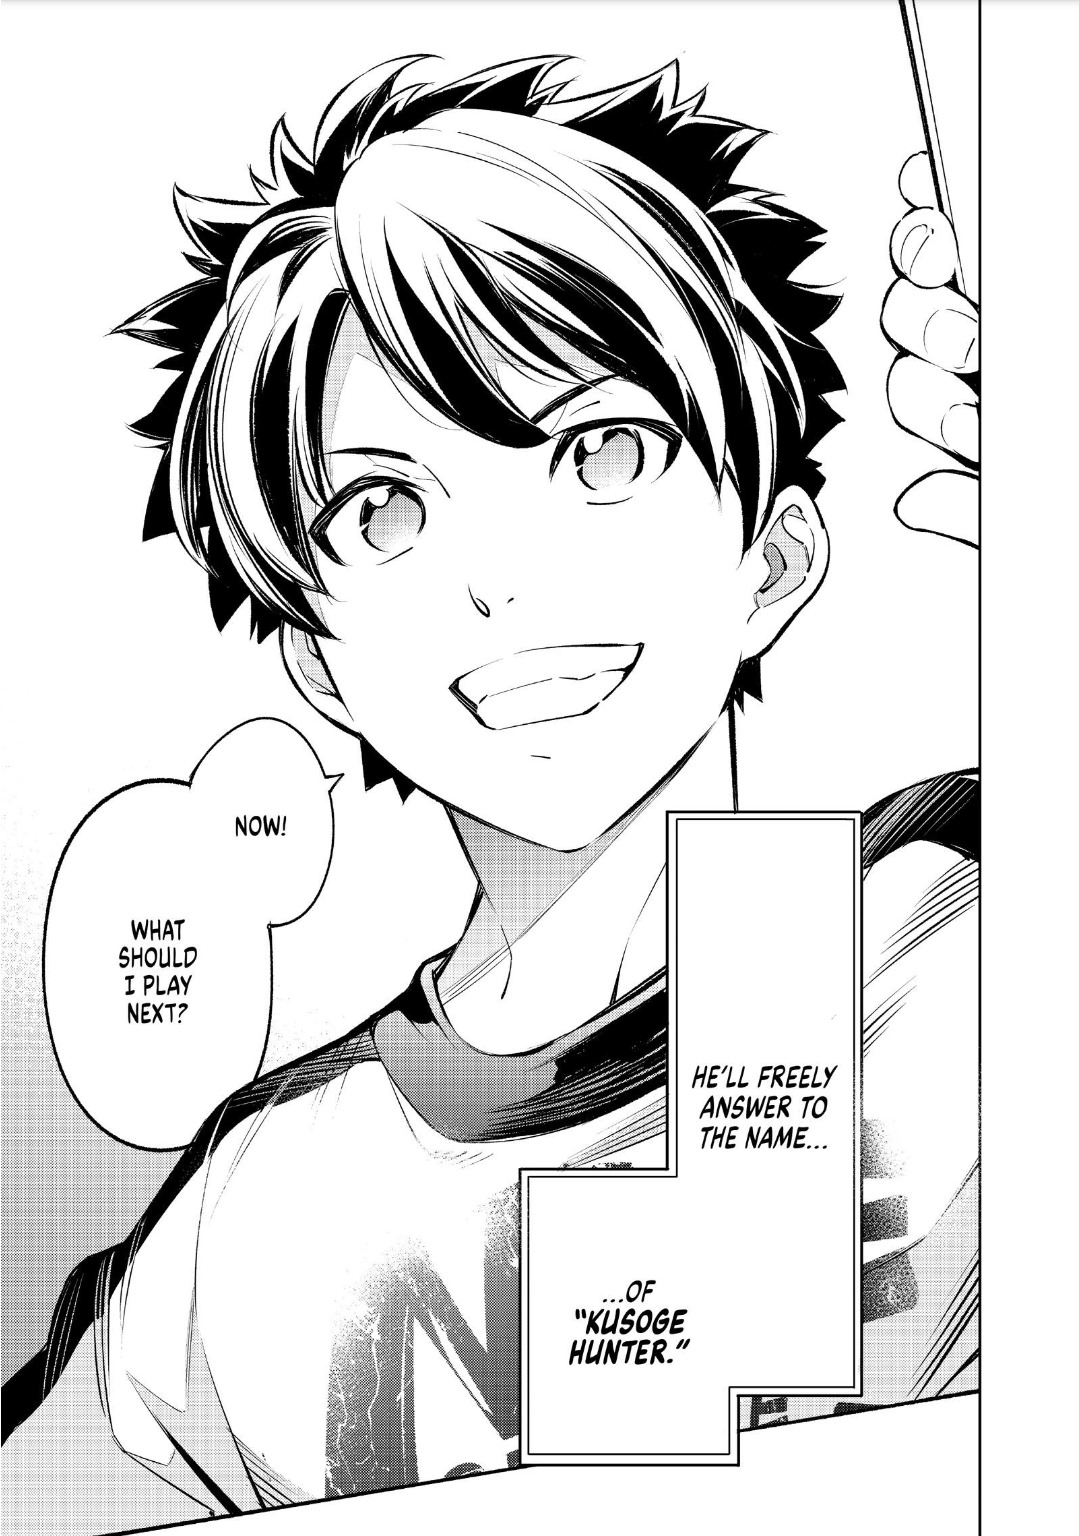 NOW!
WHAT
SHOULD
I PLAY
NEXT?
HE'LL FREELY
ANSWER TO
THE NAME...
...OF
"KUSOGE
HUNTER."